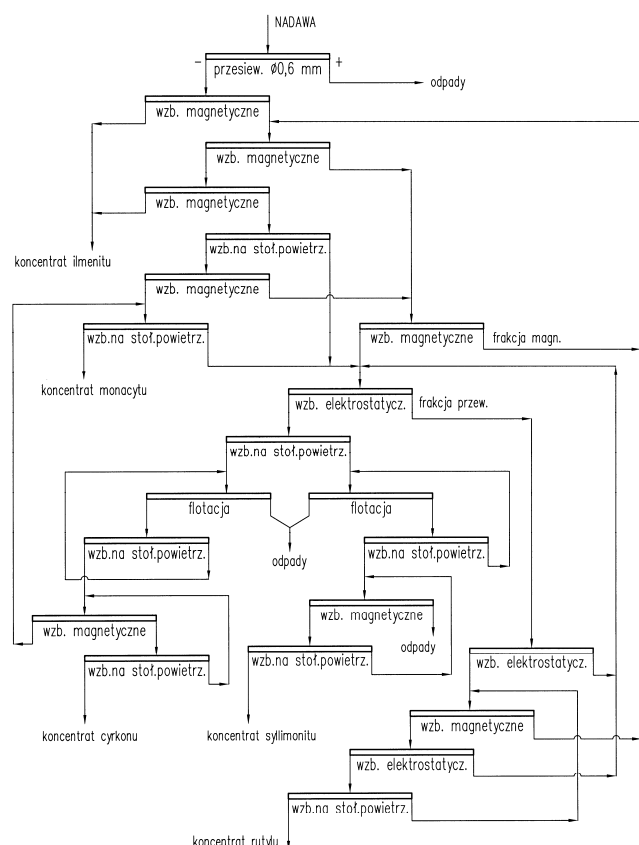 NADAWA
- przesiew. Ø0,6 mm +
odpady
wzb. magnetyczne
wzb. magnetyczne
wzb. magnetyczne
wzb.na stoł.powietrz.
koncentrat ilmenitu
wzb. magnetyczne
wzb.na stoł.powietrz.
wzb. magnetyczne
frakcja magn.
koncentrat monacytu
wzb. elektrostatycz.
frakcja przew.
wzb.na stoł.powietrz.
flotacja
flotacja
odpady
wzb.na stoł.powietrz.
wzb.na stoł.powietrz.
wzb. magnetyczne
wzb. magnetyczne
odpady
wzb.na stoł.powietrz.
wzb.na stoł.powietrz.
wzb. elektrostatycz.
koncentrat cyrkonu
koncentrat syllimonitu
wzb. magnetyczne
wzb. elektrostatycz.
wzb.na stoł.powietrz.
koncentrat rutylu